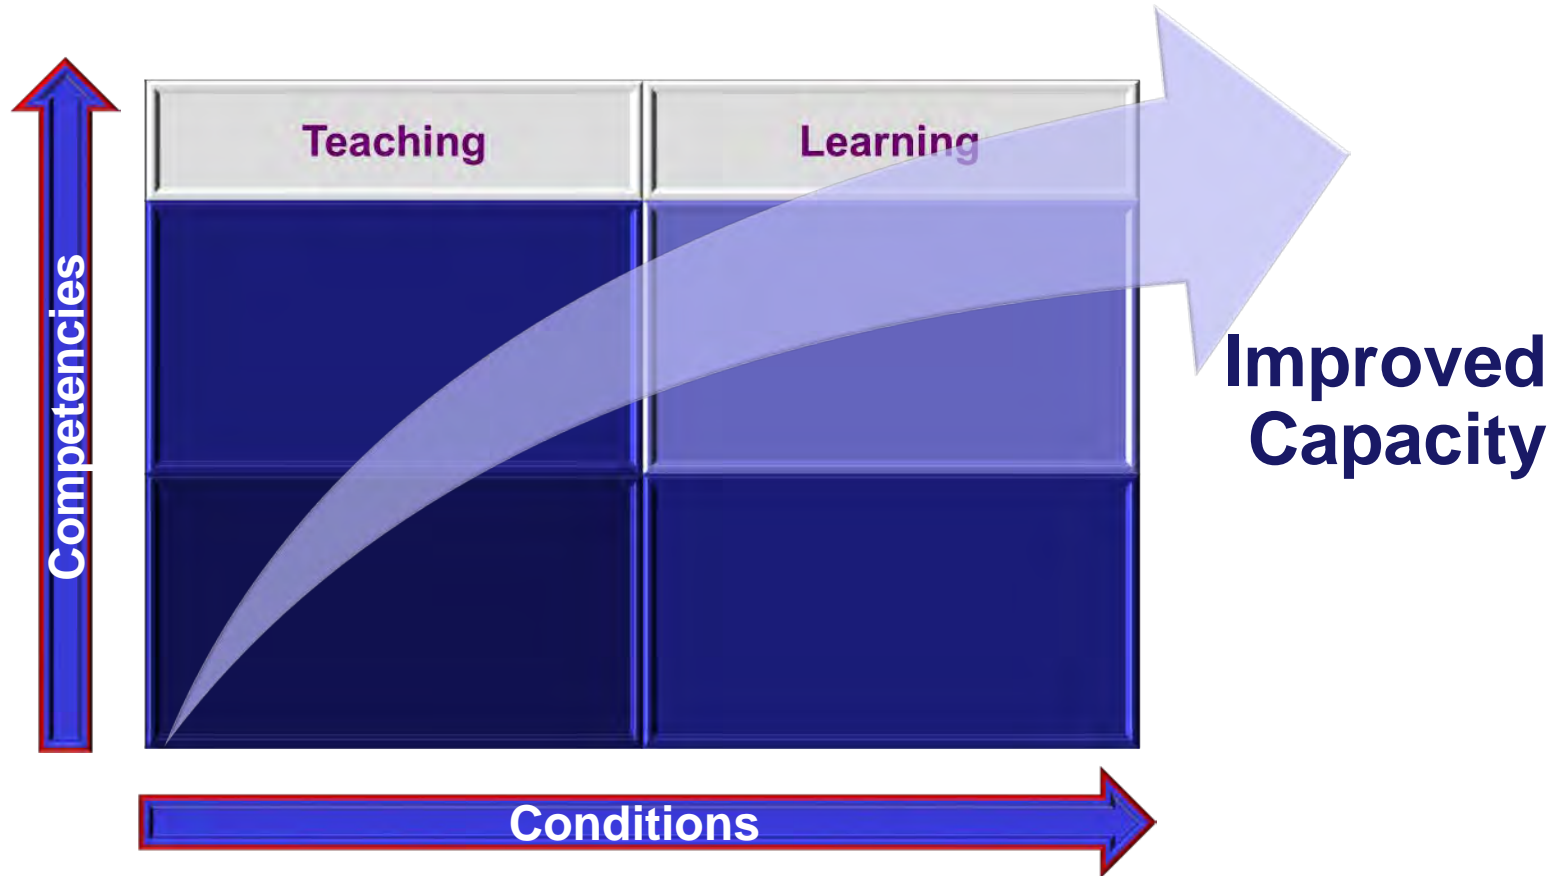 Teaching
Learning
Competencies
Improved
Capacity
Conditions